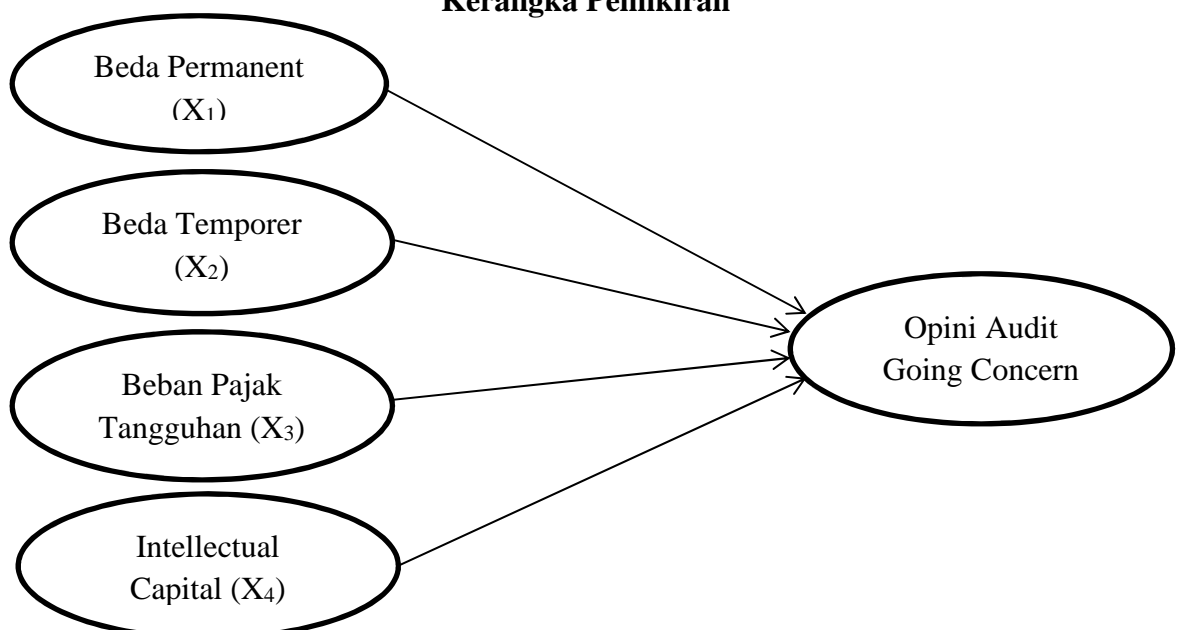 Kerangka Pemikiran
Beda Permanent
(X₁)
Beda Temporer
(X₂)
Beban Pajak
Tangguhan (X₃)
Intellectual
Capital (X₄)
Opini Audit
Going Concern